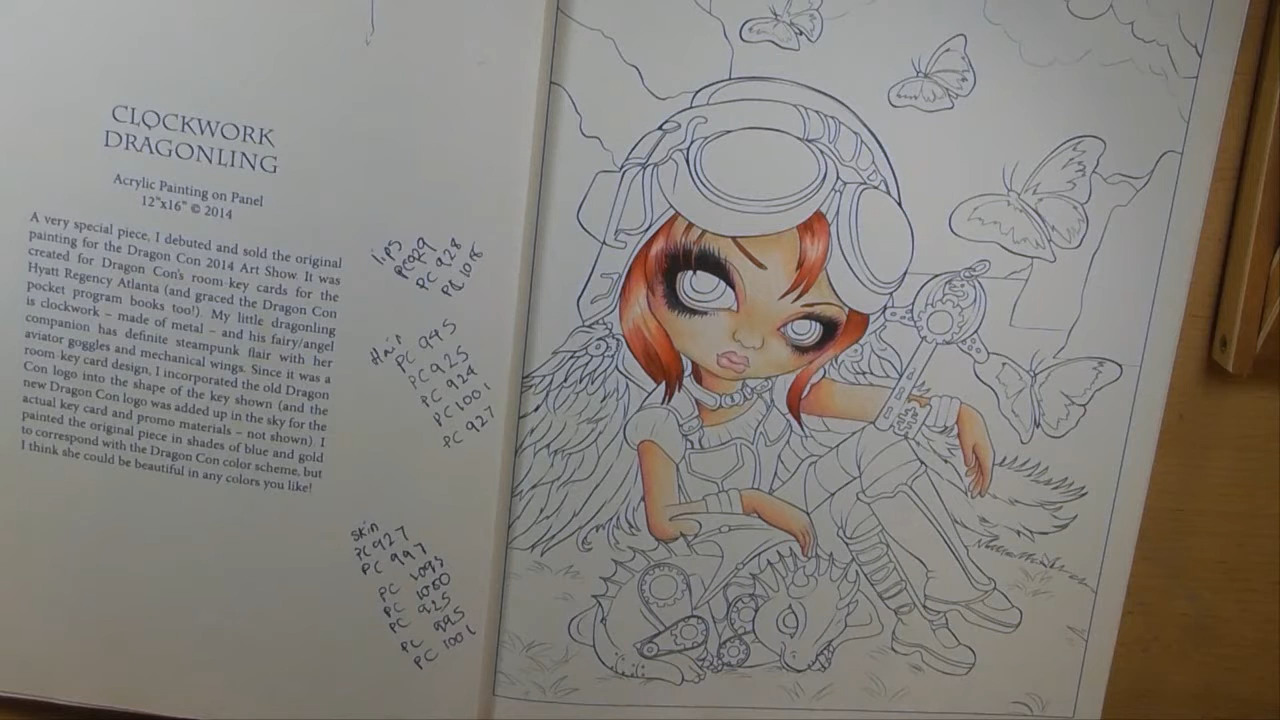 CLOCKWORK
DRAGONLING
Acrylic Painting on Panel
12"x16" © 2014
A very special piece, I debuted and sold the original
painting for the Dragon Con 2014 Art Show. It was
created for Dragon Con's room key cards for the
Hyatt Regency Atlanta (and graced the Dragon Con
pocket program books too!). My little dragonling
is clockwork – made of metal – and his fairy/angel
companion has definite steampunk flair with her
aviator goggles and mechanical wings. Since it was a
room key card design, I incorporated the old Dragon
Con logo into the shape of the key shown (and the
new Dragon Con logo was added up in the sky for the
actual key card and promo materials – not shown). I
painted the original piece in shades of blue and gold
to correspond with the Dragon Con color scheme, but
I think she could be beautiful in any colors you like!
lips
PC929
PC 928
PC 1018
Hair
PC 995
PC 925
PC 924
PC 1001
PC 927
Skin
PC 927
PC 997
PC 1093
PC 1080
PC 925
PC 995
PC 1001